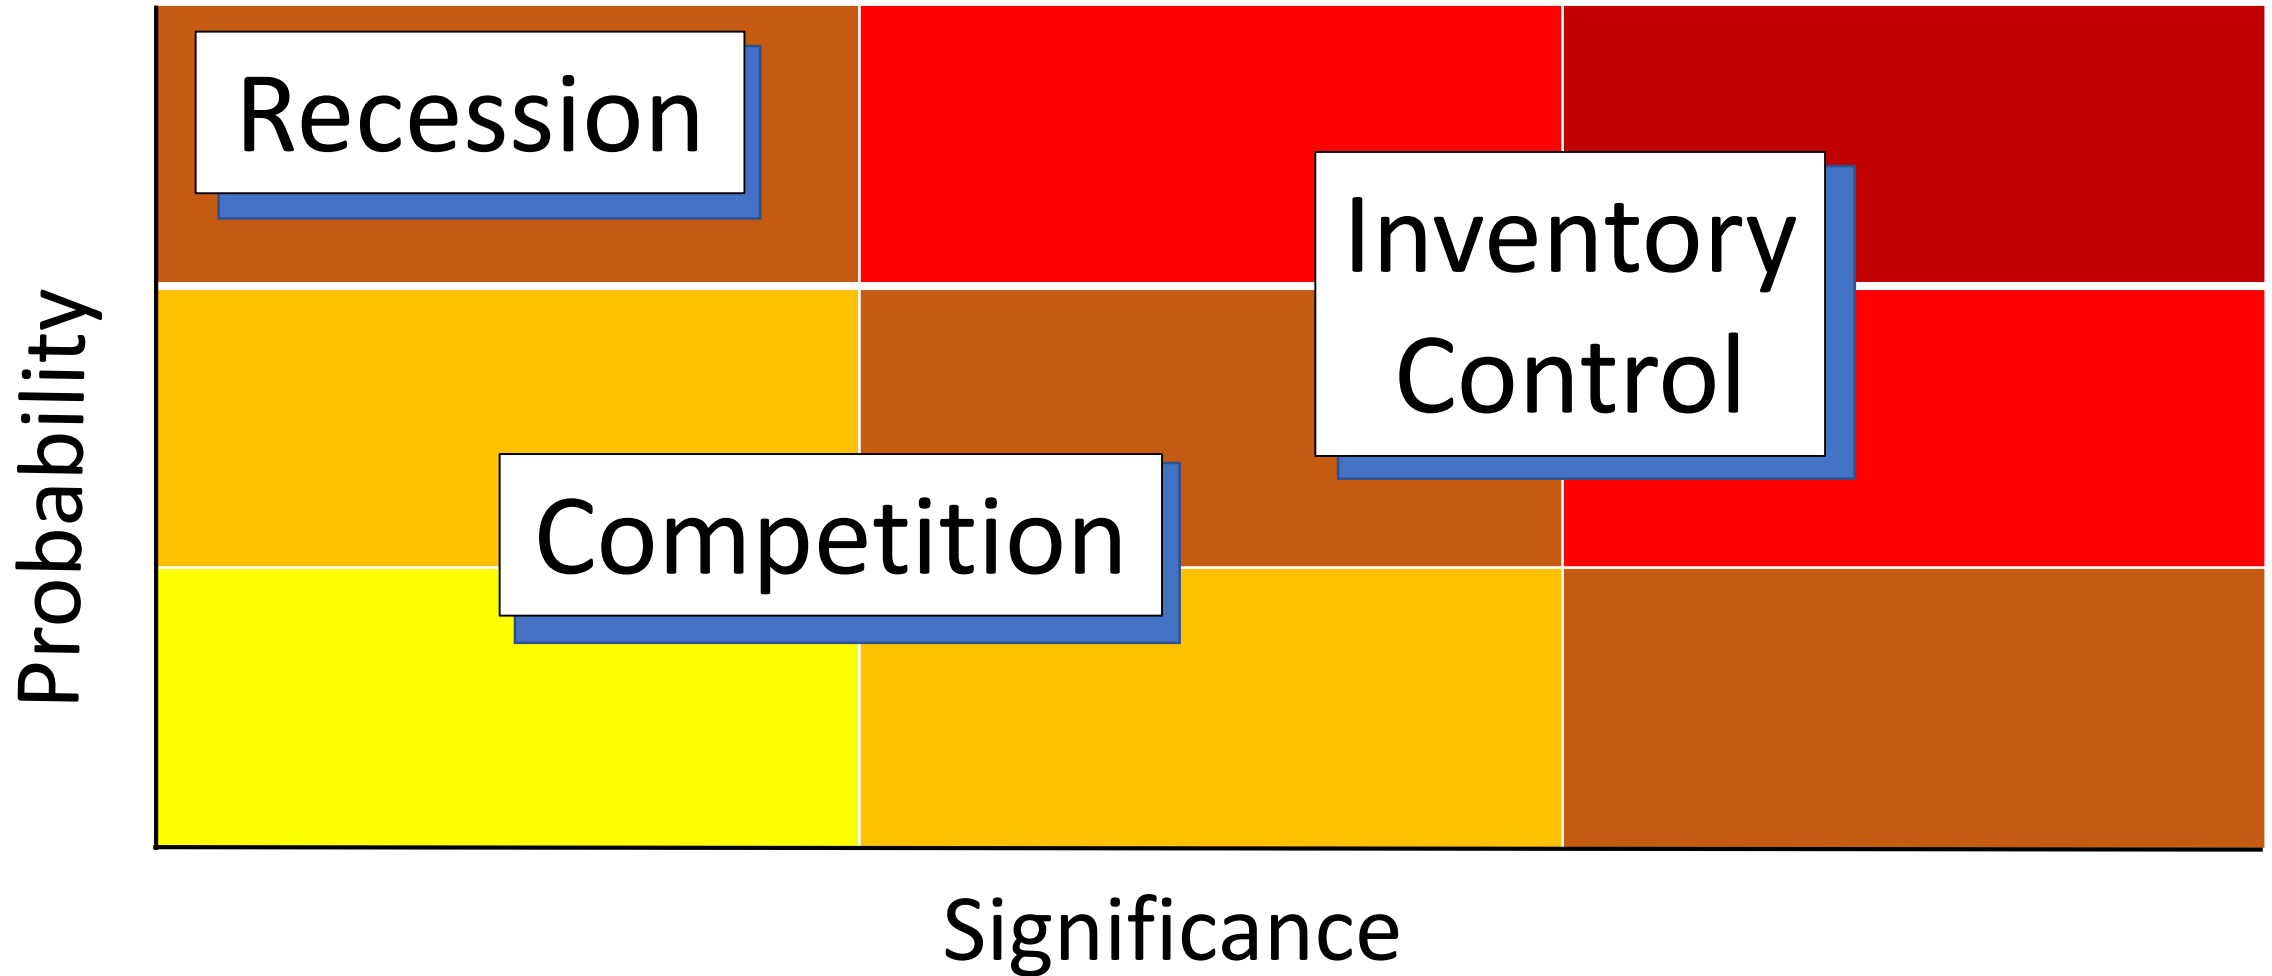 Recession
Inventory
Control
Competition
Probability
Significance